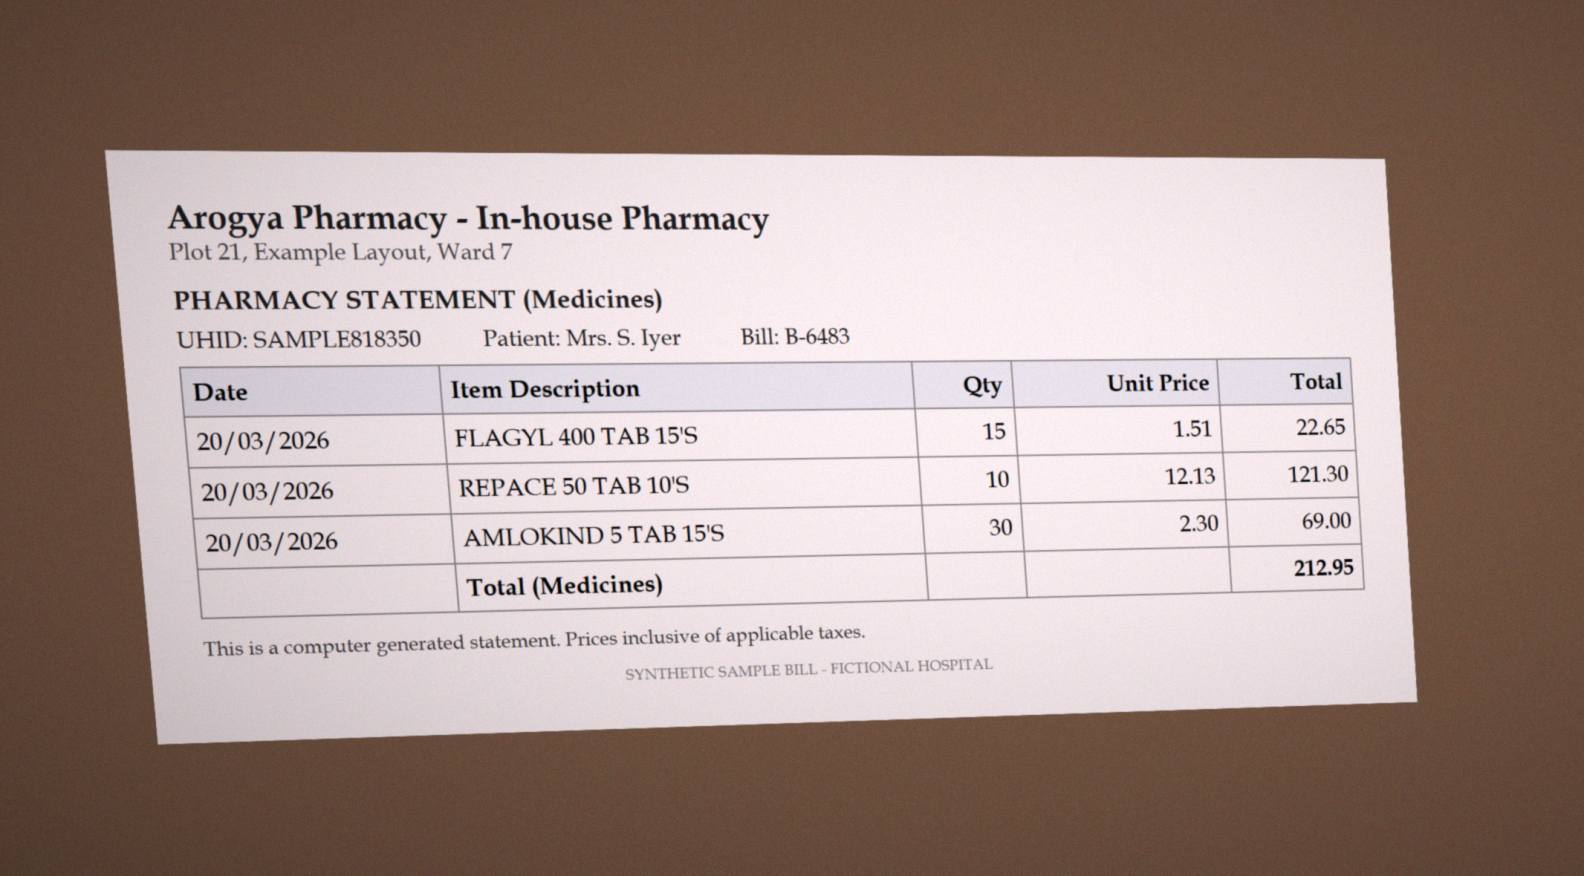 Arogya Pharmacy - In-house Pharmacy
Plot 21, Example Layout, Ward 7
PHARMACY STATEMENT (Medicines)
UHID: SAMPLE818350 Patient: Mrs. S. Iyer Bill: B-6483
Date Item Description Qty Unit Price Total
20/03/2026 FLAGYL 400 TAB 15'S 15 1.51 22.65
20/03/2026 REPACE 50 TAB 10'S 10 12.13 121.30
20/03/2026 AMLOKIND 5 TAB 15'S 30 2.30 69.00
Total (Medicines) 212.95
This is a computer generated statement. Prices inclusive of applicable taxes.
SYNTHETIC SAMPLE BILL - FICTIONAL HOSPITAL